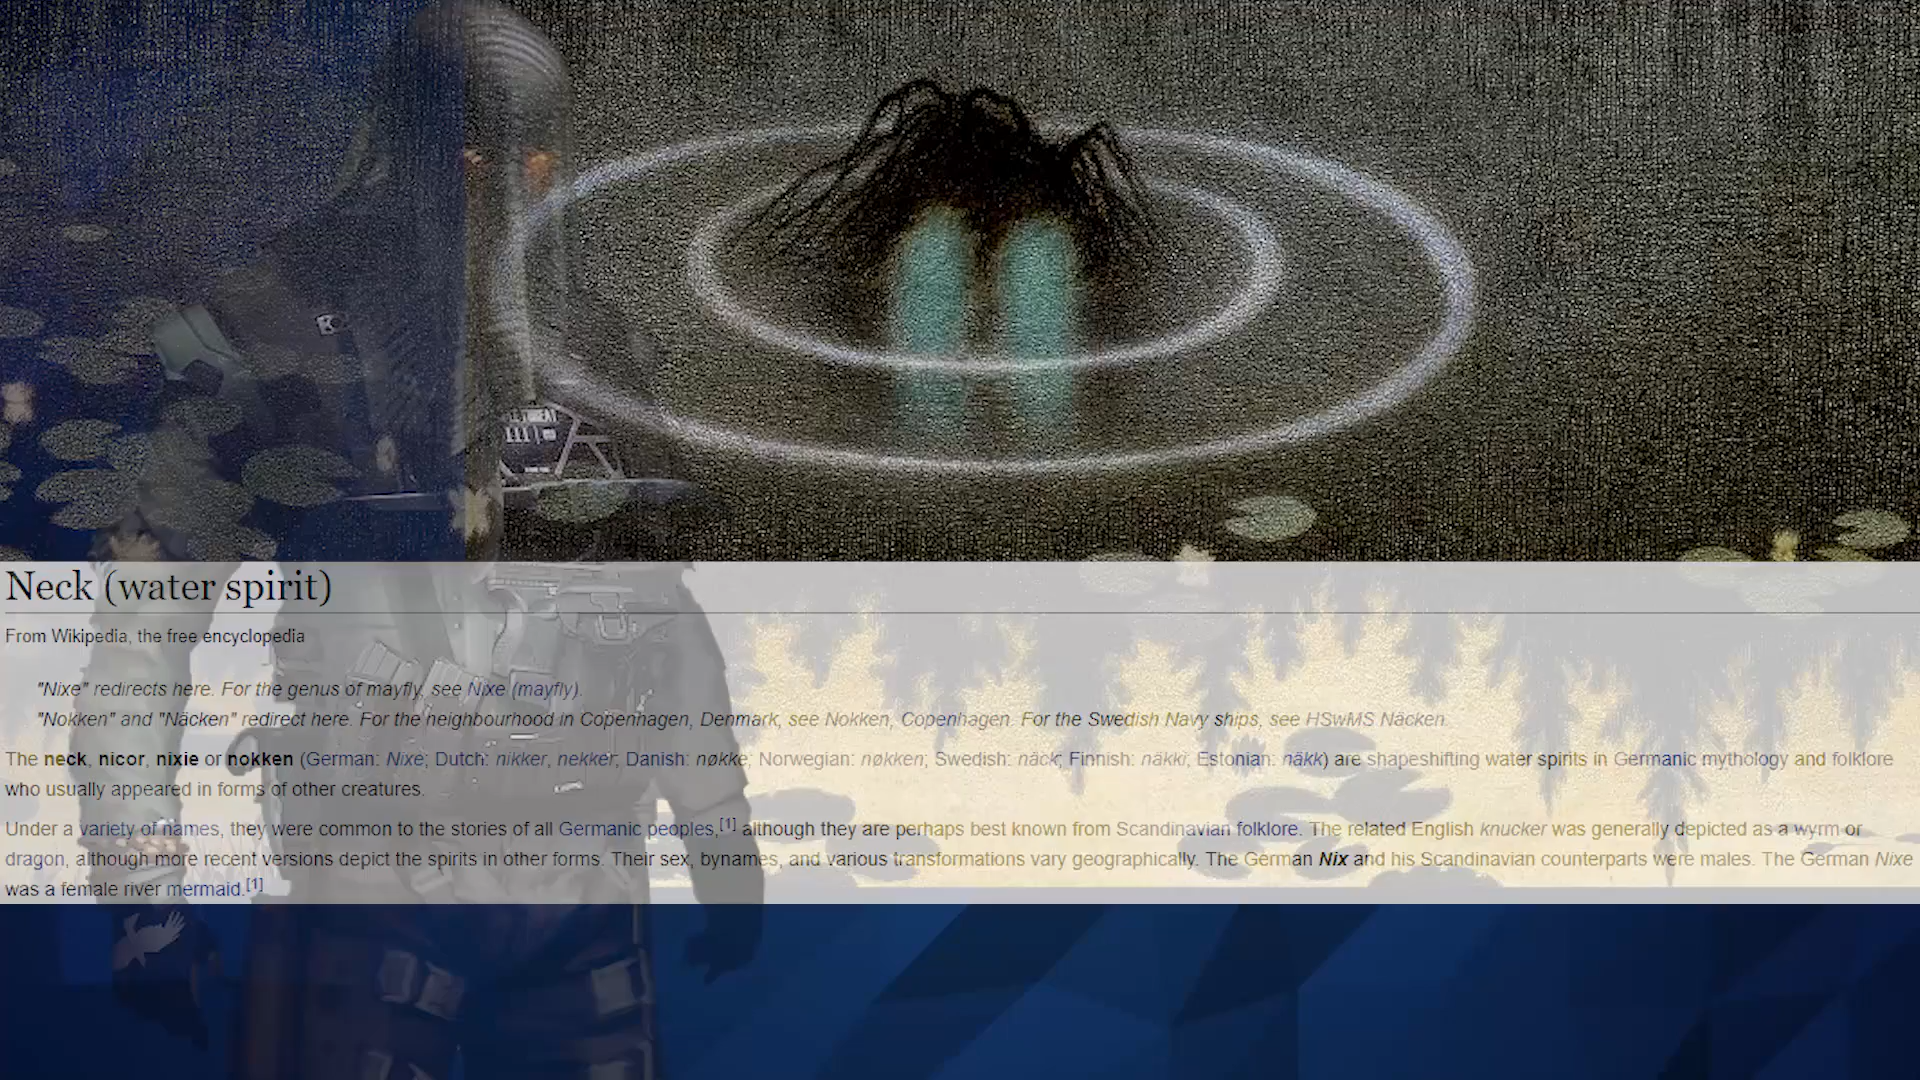 Neck (water spirit)
From Wikipedia, the free encyclopedia
"Nixe" redirects here. For the genus of mayfly, see Nixe (mayfly).
"Nokken" and "Näcken" redirect here. For the neighbourhood in Copenhagen, Denmark, see Nokken, Copenhagen. For the Swedish Navy ships, see HSwMS Näcken.
The neck, nicor, nixie or nokken (German: Nixe; Dutch: nikker, nekker; Danish: nøkke; Norwegian: nøkken; Swedish: näck; Finnish: näkki; Estonian: näkk) are shapeshifting water spirits in Germanic mythology and folklore
who usually appeared in forms of other creatures.
Under a variety of names, they were common to the stories of all Germanic peoples,[1] although they are perhaps best known from Scandinavian folklore. The related English knucker was generally depicted as a wyrm or
dragon, although more recent versions depict the spirits in other forms. Their sex, bynames, and various transformations vary geographically. The German Nix and his Scandinavian counterparts were males. The German Nixe
was a female river mermaid.[1]